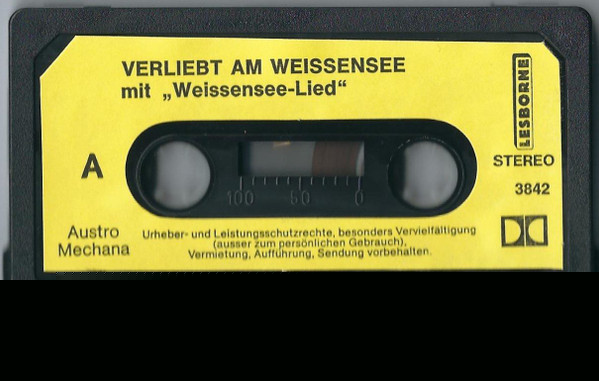 VERLIEBT AM WEISSENSEE
mit „Weissensee-Lied“
LESBORNE
A
STEREO
3842
100 50 0
Austro
Mechana
Urheber- und Leistungsschutzrechte, besonders Vervielfältigung
(ausser zum persönlichen Gebrauch),
Vermietung, Aufführung, Sendung vorbehalten.